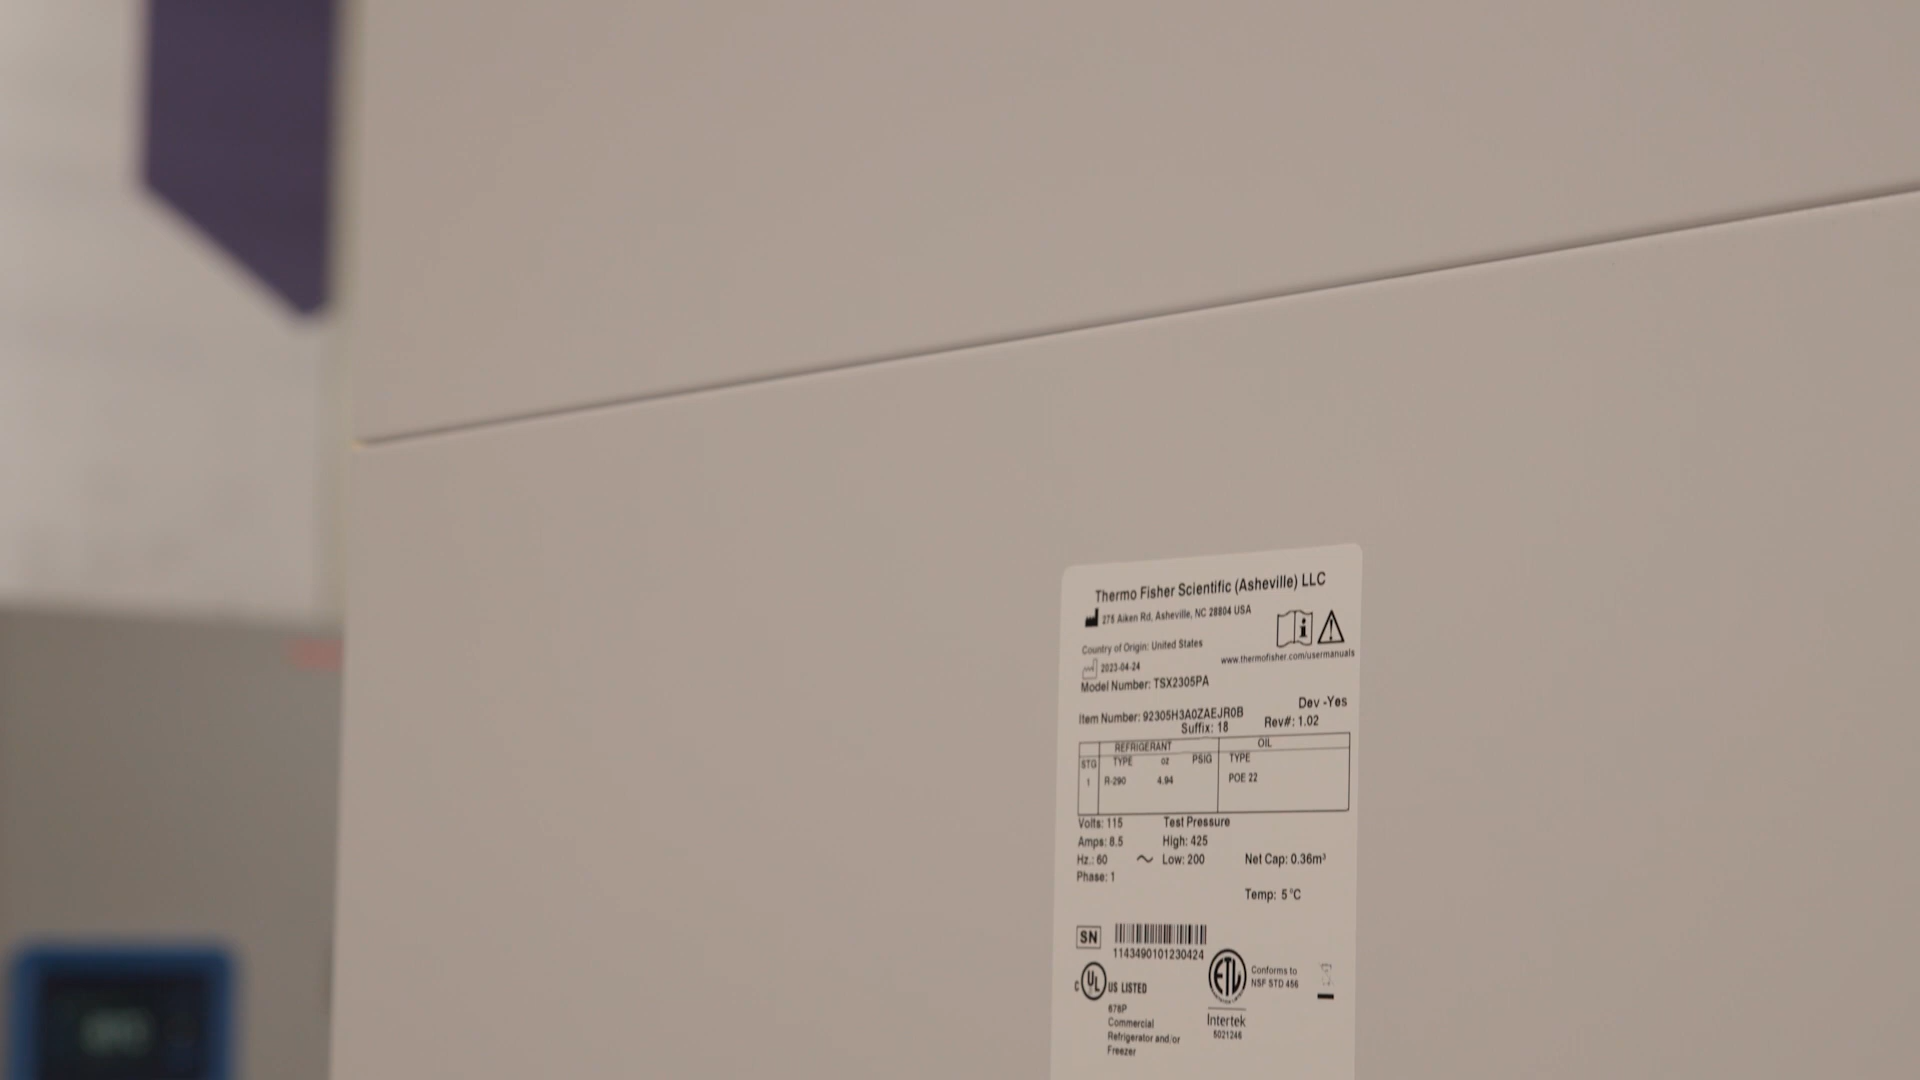 Thermo Fisher Scientific (Asheville) LLC
275 Aiken Rd, Asheville, NC 28804 USA
Country of Origin: United States
www.thermofisher.com/usermanuals
2023-04-24
Model Number: TSX2305PA
Dev -Yes
Item Number: 92305H3A0ZAEJR0B
Suffix: 18 Rev#: 1.02
REFRIGERANT OIL
STG TYPE oz PSIG TYPE
1 R-290 4.94 POE 22
Volts: 115 Test Pressure
Amps: 8.5 High: 425
Hz.: 60 ~ Low: 200 Net Cap: 0.36m³
Phase: 1
Temp: 5 °C
SN
1143490101230424
C UL US LISTED
ETL
Conforms to
NSF STD 456
678P
Commercial
Refrigerator and/or
Freezer
Intertek
5021246